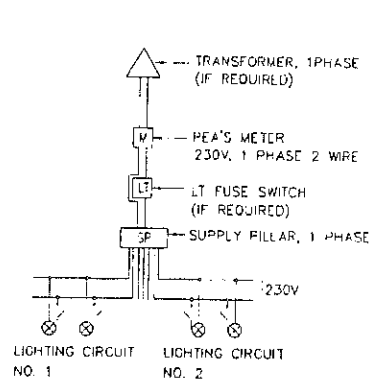 TRANSFORMER, 1PHASE
(IF REQUIRED)
M
PEA'S METER
230V, 1 PHASE 2 WIRE
LT
LT FUSE SWITCH
(IF REQUIRED)
SP
SUPPLY PILLAR, 1 PHASE
230V
LIGHTING CIRCUIT
NO. 1
LIGHTING CIRCUIT
NO. 2